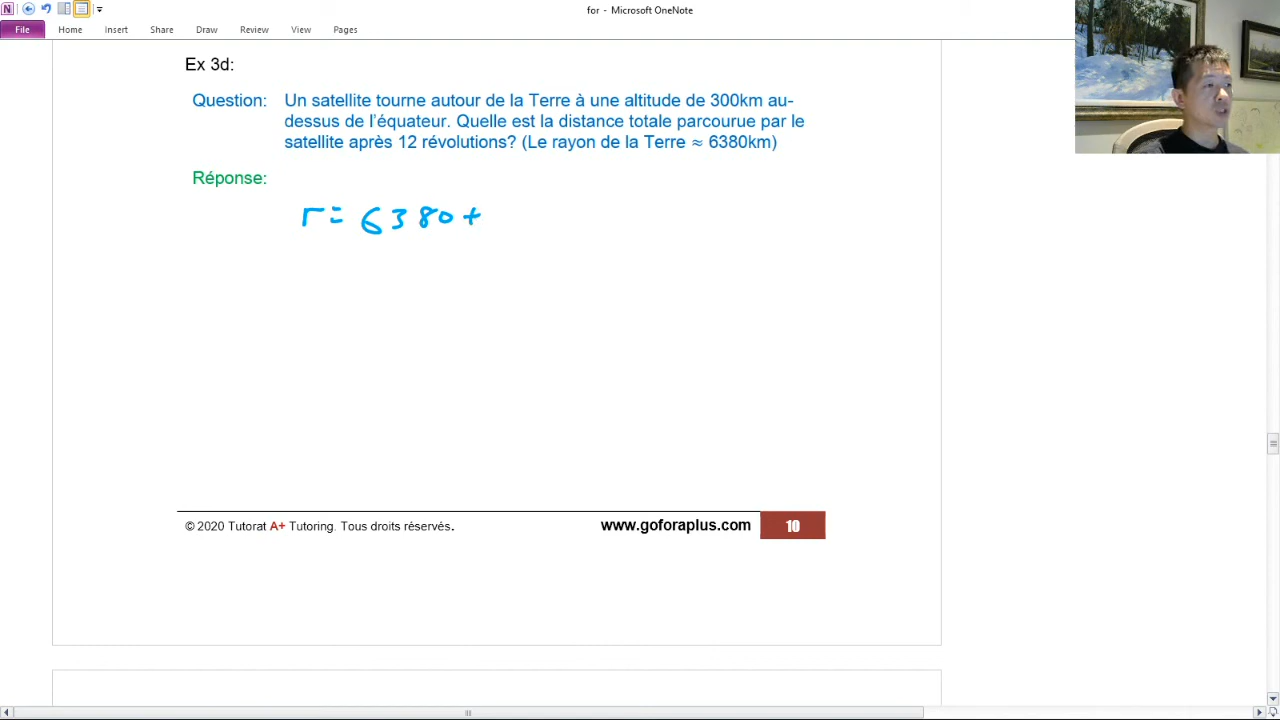 for - Microsoft OneNote
File Home Insert Share Draw Review View Pages
Ex 3d:
Question: Un satellite tourne autour de la Terre à une altitude de 300km au-
dessus de l'équateur. Quelle est la distance totale parcourue par le
satellite après 12 révolutions? (Le rayon de la Terre ≈ 6380km)
Réponse:
r = 6380 +
© 2020 Tutorat A+ Tutoring. Tous droits réservés. www.goforaplus.com 10